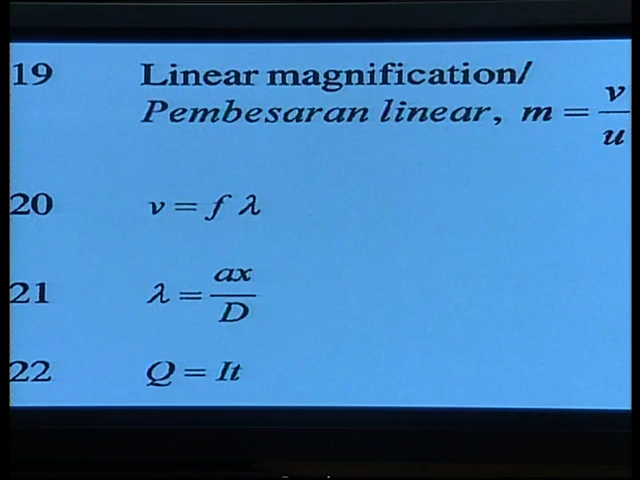 19 Linear magnification/
Pembesaran linear, m = v/u
20 v = f λ
21 λ = ax/D
22 Q = It